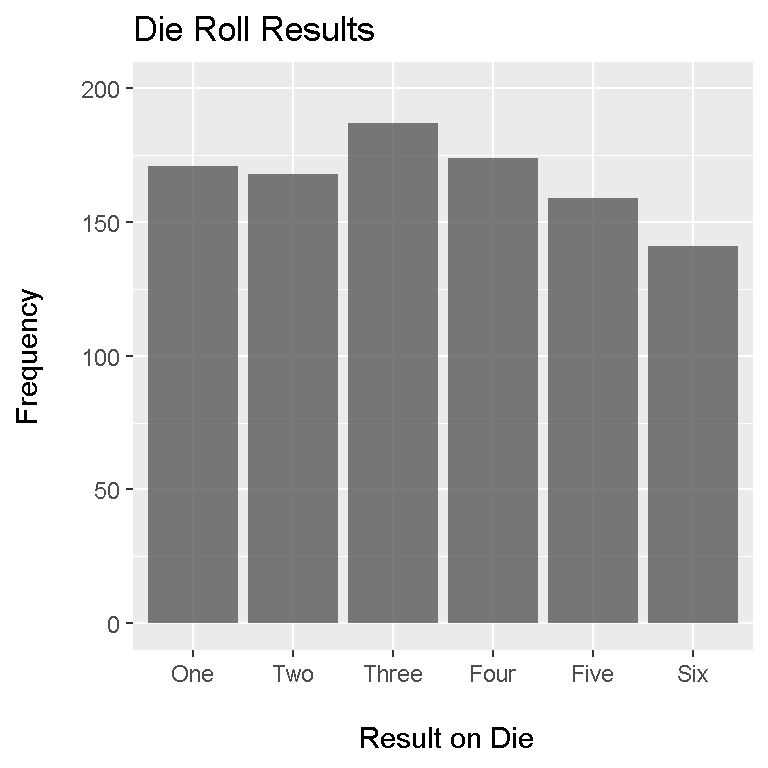 Die Roll Results
200
150
100
50
0
Frequency
One Two Three Four Five Six
Result on Die